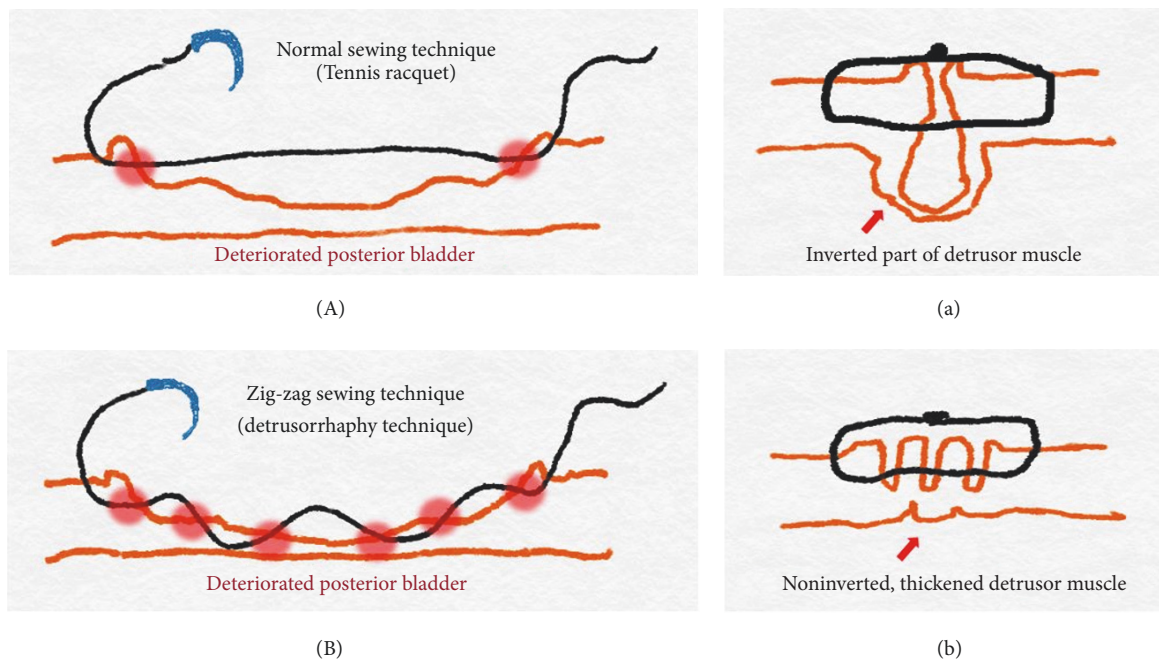 Normal sewing technique
(Tennis racquet)
Deteriorated posterior bladder
(A)
Inverted part of detrusor muscle
(a)
Zig-zag sewing technique
(detrusorrhaphy technique)
Deteriorated posterior bladder
(B)
Noninverted, thickened detrusor muscle
(b)